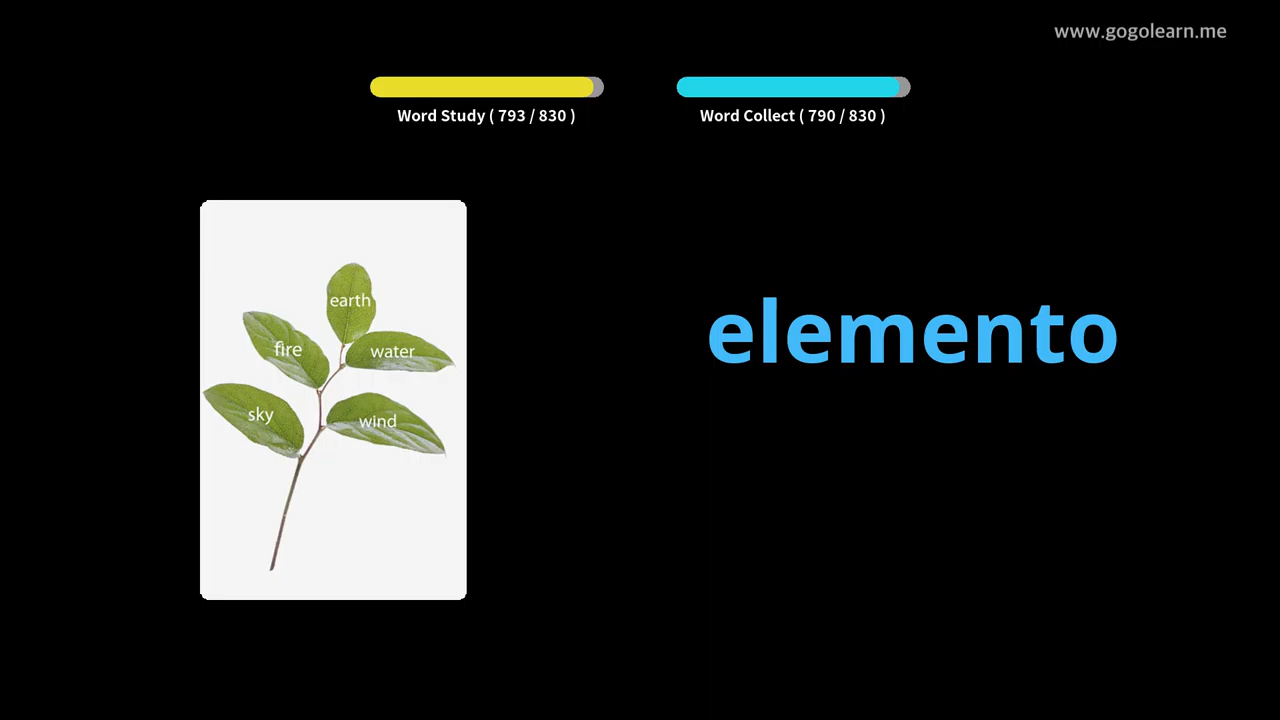 www.gogolearn.me
Word Study ( 793 / 830 )
Word Collect ( 790 / 830 )
earth
fire
water
sky
wind
elemento